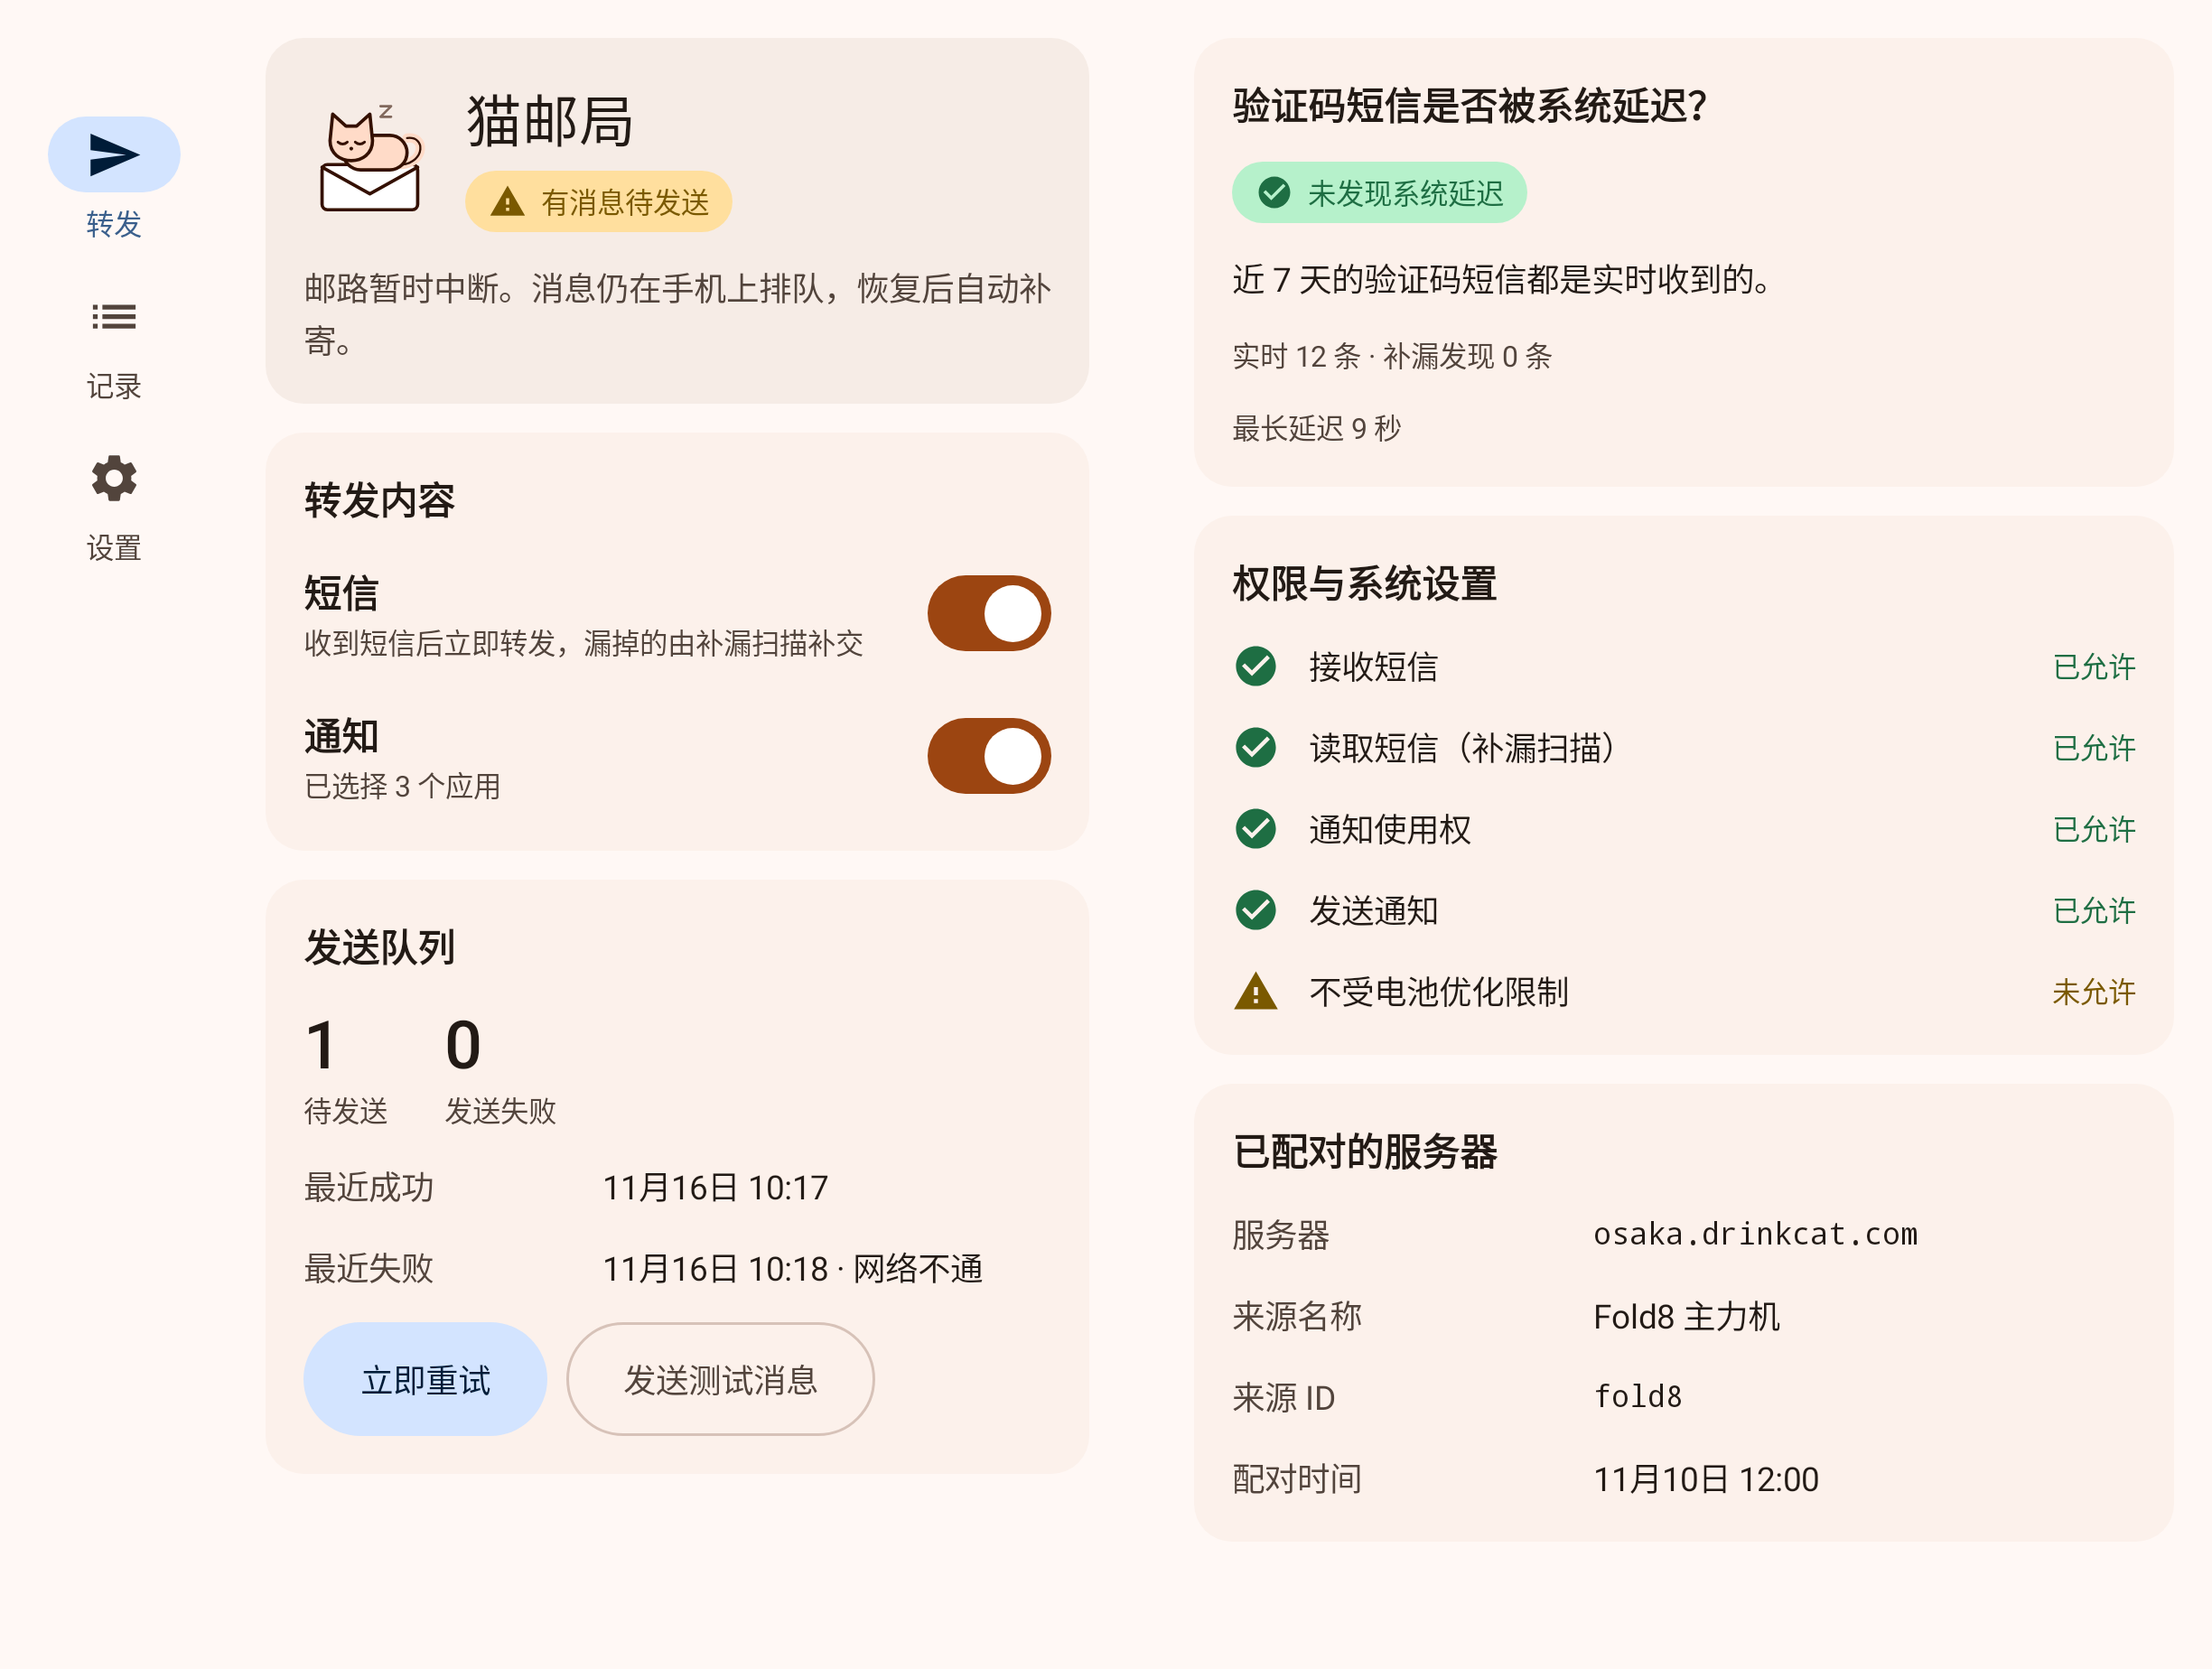 转发
记录
设置
猫邮局
有消息待发送
邮路暂时中断。消息仍在手机上排队，恢复后自动补
寄。
转发内容
短信
收到短信后立即转发，漏掉的由补漏扫描补交
通知
已选择 3 个应用
发送队列
1 0
待发送 发送失败
最近成功 11月16日 10:17
最近失败 11月16日 10:18 · 网络不通
立即重试 发送测试消息
验证码短信是否被系统延迟？
未发现系统延迟
近 7 天的验证码短信都是实时收到的。
实时 12 条 · 补漏发现 0 条
最长延迟 9 秒
权限与系统设置
接收短信 已允许
读取短信（补漏扫描） 已允许
通知使用权 已允许
发送通知 已允许
不受电池优化限制 未允许
已配对的服务器
服务器 osaka.drinkcat.com
来源名称 Fold8 主力机
来源 ID fold8
配对时间 11月10日 12:00